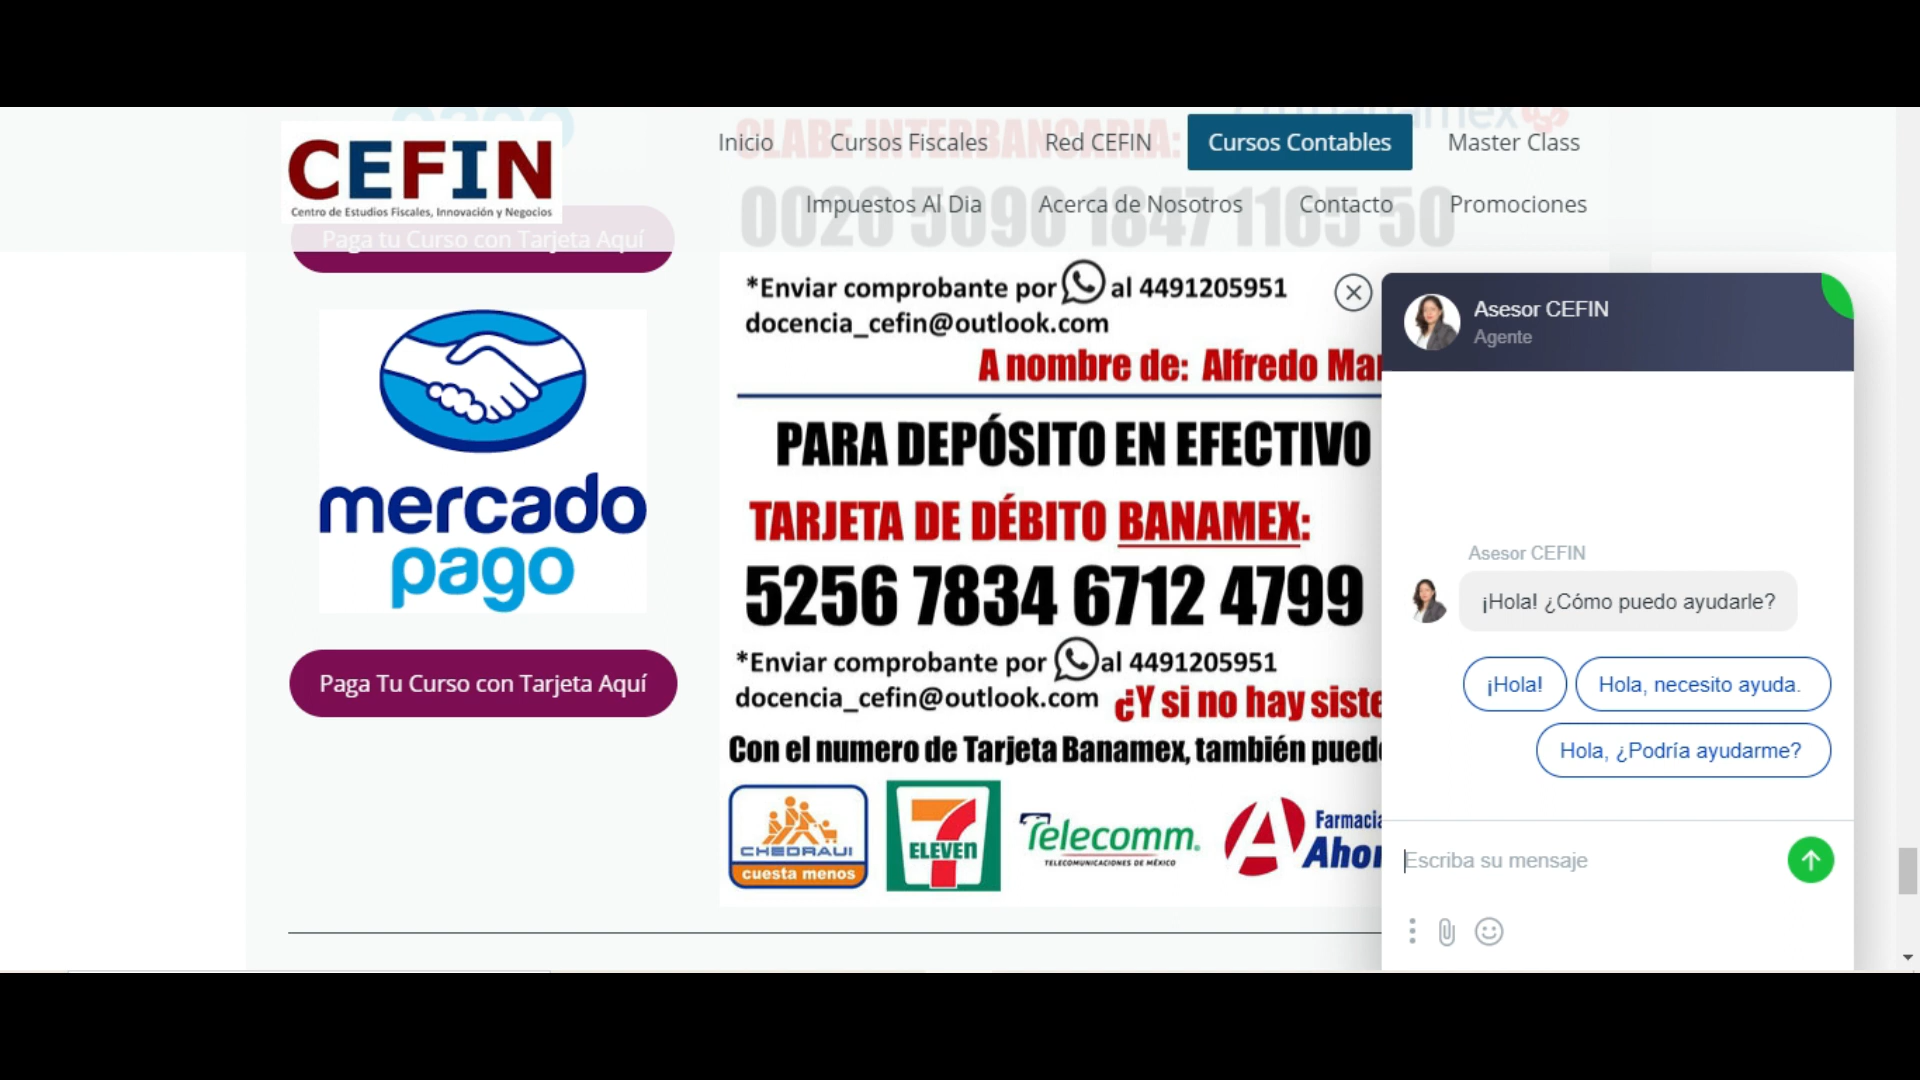 CEFIN
Centro de Estudios Fiscales, Innovación y Negocios
Inicio
Cursos Fiscales
Red CEFIN
Cursos Contables
Master Class
Impuestos Al Dia
Acerca de Nosotros
Contacto
Promociones
CLABE INTERBANCARIA:
Paga tu Curso con Tarjeta Aquí
mercado
pago
Paga Tu Curso con Tarjeta Aquí
*Enviar comprobante por al 4491205951
docencia_cefin@outlook.com
A nombre de: Alfredo
PARA DEPÓSITO EN EFECTIVO
TARJETA DE DÉBITO BANAMEX:
5256 7834 6712 4799
*Enviar comprobante por al 4491205951
docencia_cefin@outlook.com
¿Y si no hay
Con el numero de Tarjeta Banamex, también
CHEDRAUI
cuesta menos
7
ELEVEN
Telecomm.
TELECOMUNICACIONES DE MÉXICO
Asesor CEFIN
Agente
Asesor CEFIN
¡Hola! ¿Cómo puedo ayudarle?
¡Hola!
Hola, necesito ayuda.
Hola, ¿Podría ayudarme?
Escriba su mensaje